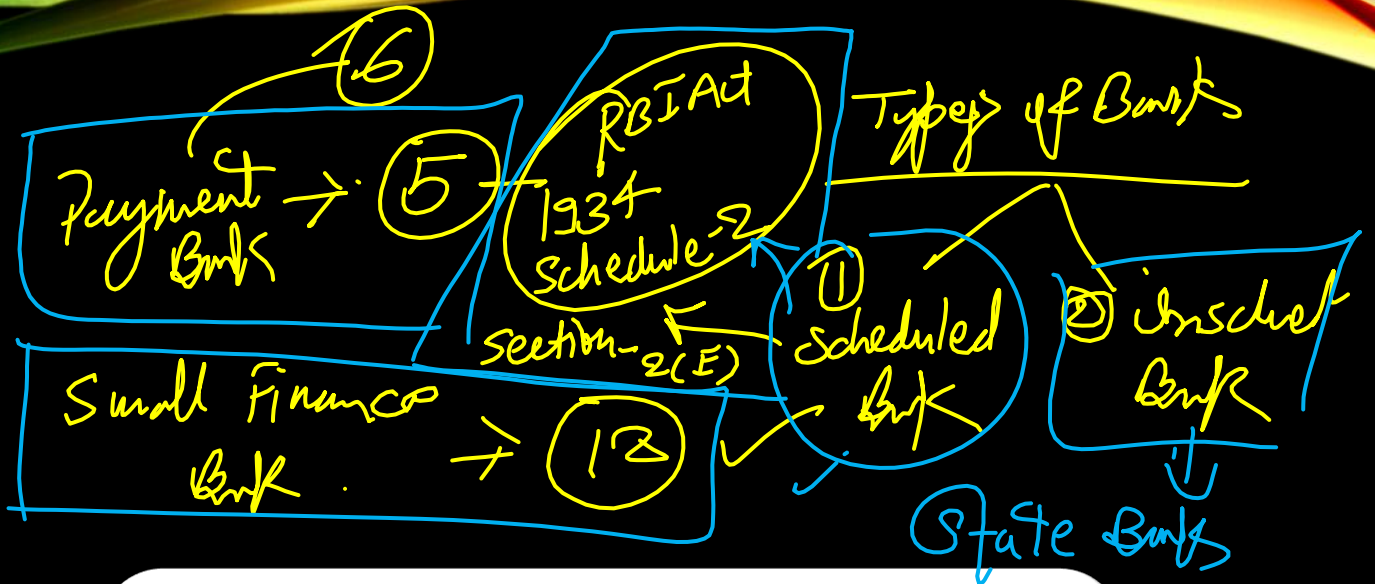 Types of Banks
① Scheduled
Bank
② Unsched
Bank
State Banks
RBI Act
1934
Schedule-2
Section-2(E)
Payment → 5
Bank
6
Small Finance
Bank → 12